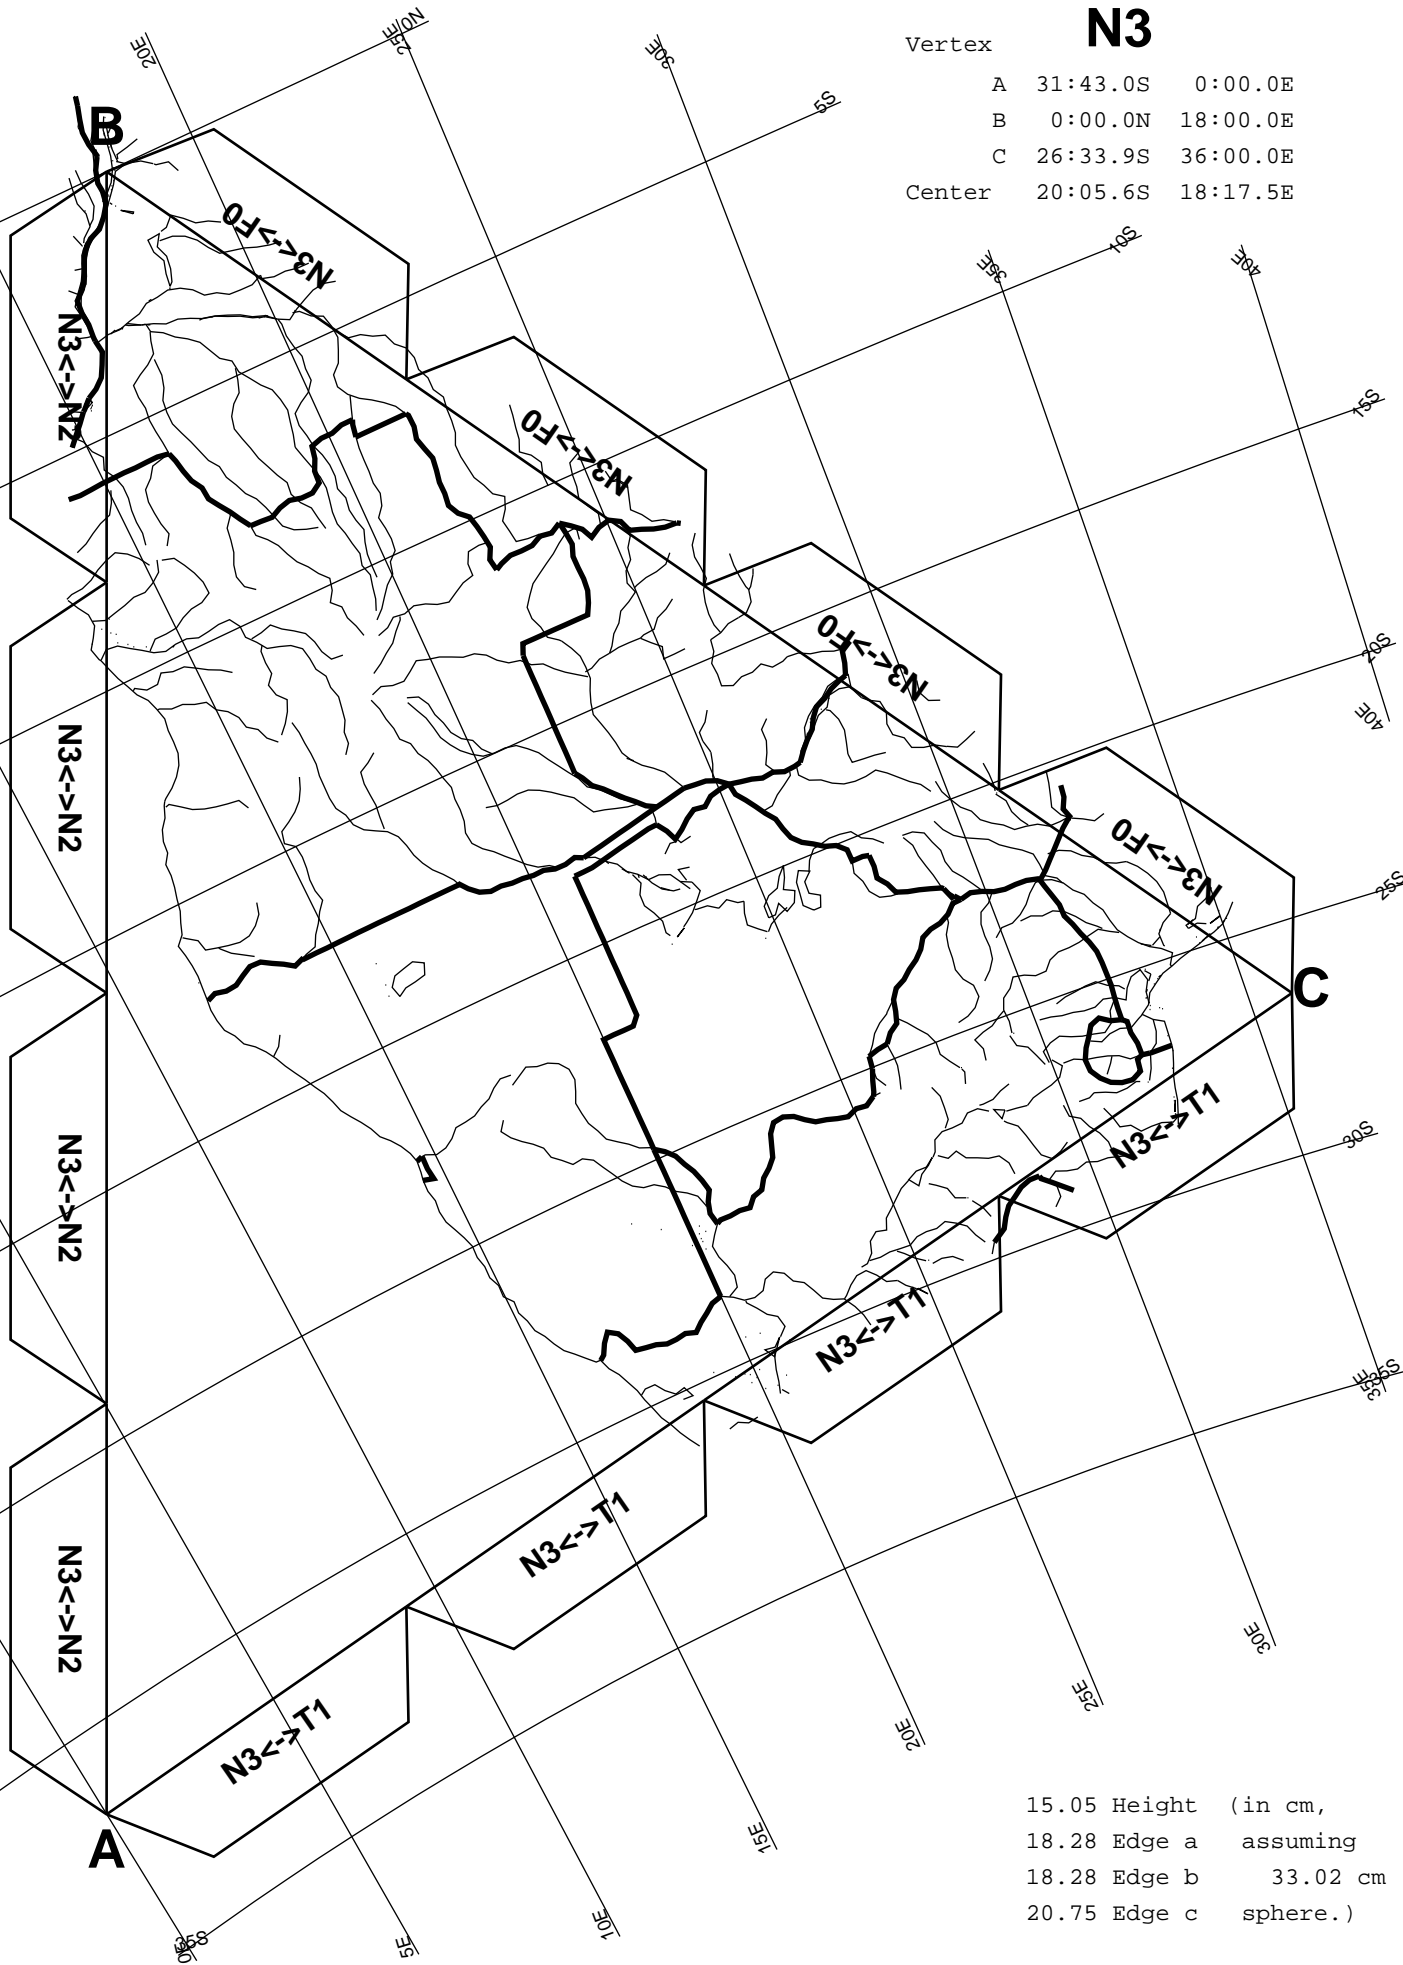 N3
Vertex
A 31:43.0S 0:00.0E
B 0:00.0N 18:00.0E
C 26:33.9S 36:00.0E
Center 20:05.6S 18:17.5E
20E
25E
0N
30E
5S
35E
10S
40E
15S
20S
40E
25S
30S
35E
35S
30E
25E
20E
15E
10E
5E
0E
35S
B
C
A
N3<->F0
N3<->F0
N3<->F0
N3<->F0
N3<->N2
N3<->N2
N3<->N2
N3<->N2
N3<->T1
N3<->T1
N3<->T1
N3<->T1
15.05 Height (in cm,
18.28 Edge a assuming
18.28 Edge b 33.02 cm
20.75 Edge c sphere.)